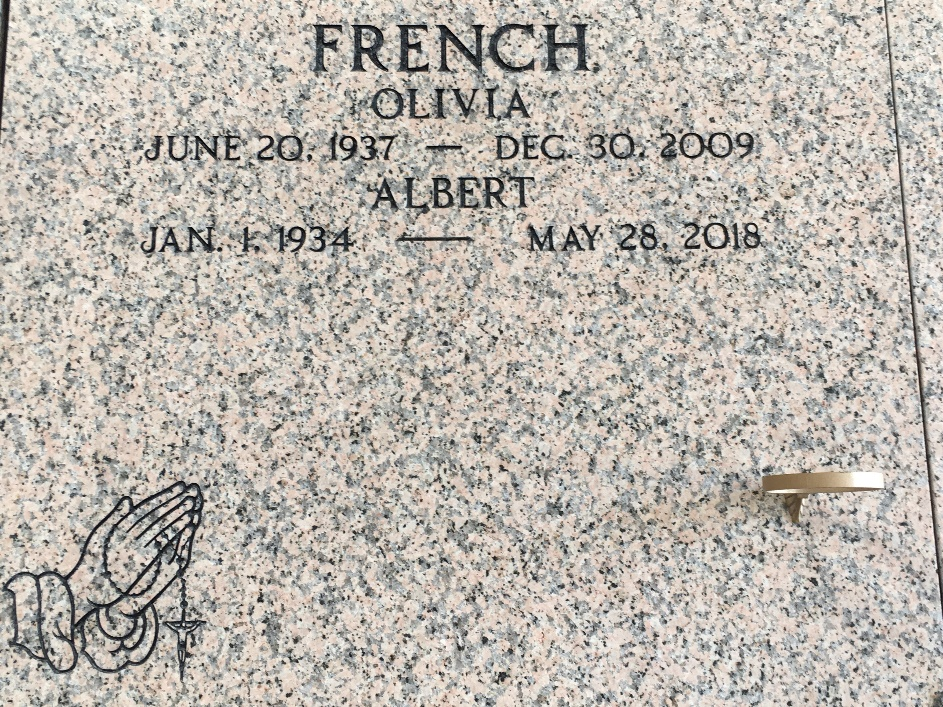 FRENCH
OLIVIA
JUNE 20, 1937 — DEC. 30, 2009
ALBERT
JAN. 1, 1934 — MAY 28, 2018